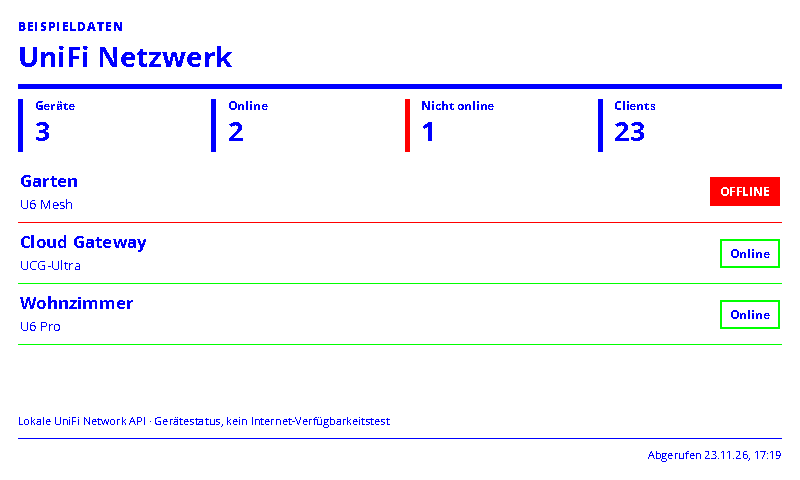 BEISPIELDATEN
UniFi Netzwerk
Geräte
3
Online
2
Nicht online
1
Clients
23
Garten
U6 Mesh
OFFLINE
Cloud Gateway
UCG-Ultra
Online
Wohnzimmer
U6 Pro
Online
Lokale UniFi Network API · Gerätestatus, kein Internet-Verfügbarkeitstest
Abgerufen 23.11.26, 17:19